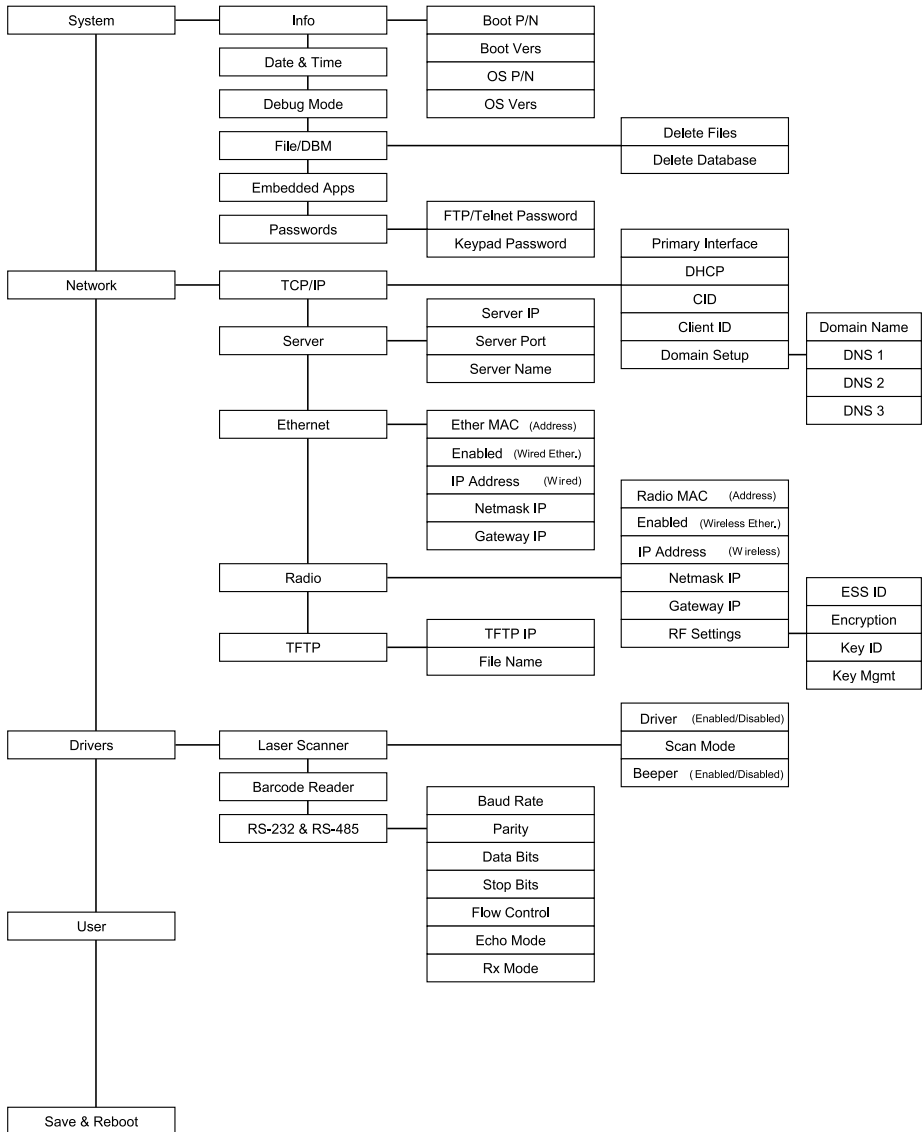 System
Info
Boot P/N
Boot Vers
OS P/N
OS Vers
Date & Time
Debug Mode
File/DBM
Delete Files
Delete Database
Embedded Apps
Passwords
FTP/Telnet Password
Keypad Password
Network
TCP/IP
Primary Interface
DHCP
CID
Client ID
Domain Setup
Domain Name
DNS 1
DNS 2
DNS 3
Server
Server IP
Server Port
Server Name
Ethernet
Ether MAC (Address)
Enabled (Wired Ether.)
IP Address (Wired)
Netmask IP
Gateway IP
Radio
Radio MAC (Address)
Enabled (Wireless Ether.)
IP Address (Wireless)
Netmask IP
Gateway IP
RF Settings
ESS ID
Encryption
Key ID
Key Mgmt
TFTP
TFTP IP
File Name
Drivers
Laser Scanner
Driver (Enabled/Disabled)
Scan Mode
Beeper (Enabled/Disabled)
Barcode Reader
RS-232 & RS-485
Baud Rate
Parity
Data Bits
Stop Bits
Flow Control
Echo Mode
Rx Mode
User
Save & Reboot